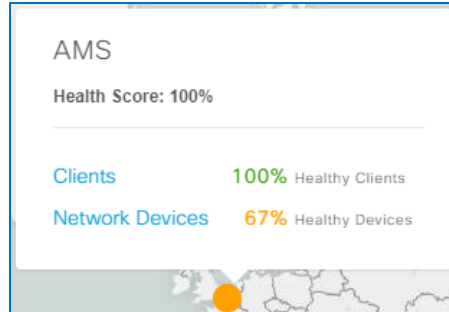 AMS
Health Score: 100%
Clients 100% Healthy Clients
Network Devices 67% Healthy Devices